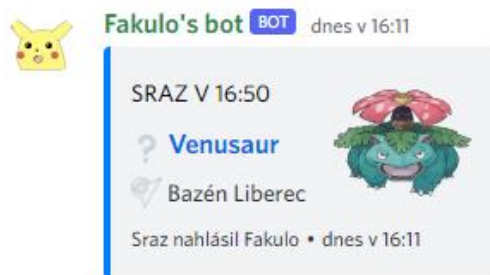 Fakulo's bot BOT dnes v 16:11
SRAZ V 16:50
? Venusaur
Bazén Liberec
Sraz nahlásil Fakulo • dnes v 16:11